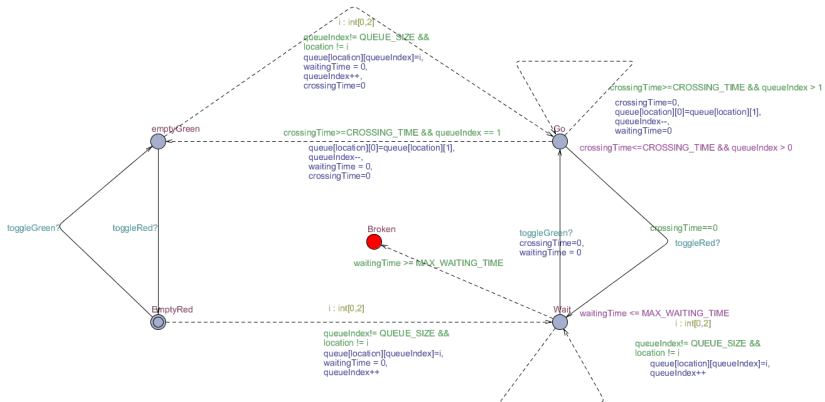 i : int[0,2]
queueIndex!= QUEUE_SIZE &&
location != i
queue[location][queueIndex]=i,
waitingTime = 0,
queueIndex++,
crossingTime=0
crossingTime>=CROSSING_TIME && queueIndex > 1
crossingTime=0,
queue[location][0]=queue[location][1],
queueIndex--,
waitingTime=0
emptyGreen
Go
crossingTime>=CROSSING_TIME && queueIndex == 1
queue[location][0]=queue[location][1],
queueIndex--,
waitingTime = 0,
crossingTime=0
crossingTime<=CROSSING_TIME && queueIndex > 0
toggleGreen?
toggleRed?
Broken
toggleGreen?
crossingTime=0,
waitingTime = 0
crossingTime==0
toggleRed?
waitingTime >= MAX_WAITING_TIME
EmptyRed
i : int[0,2]
Wait
waitingTime <= MAX_WAITING_TIME
i : int[0,2]
queueIndex!= QUEUE_SIZE &&
location != i
queue[location][queueIndex]=i,
waitingTime = 0,
queueIndex++
queueIndex!= QUEUE_SIZE &&
location != i
queue[location][queueIndex]=i,
queueIndex++